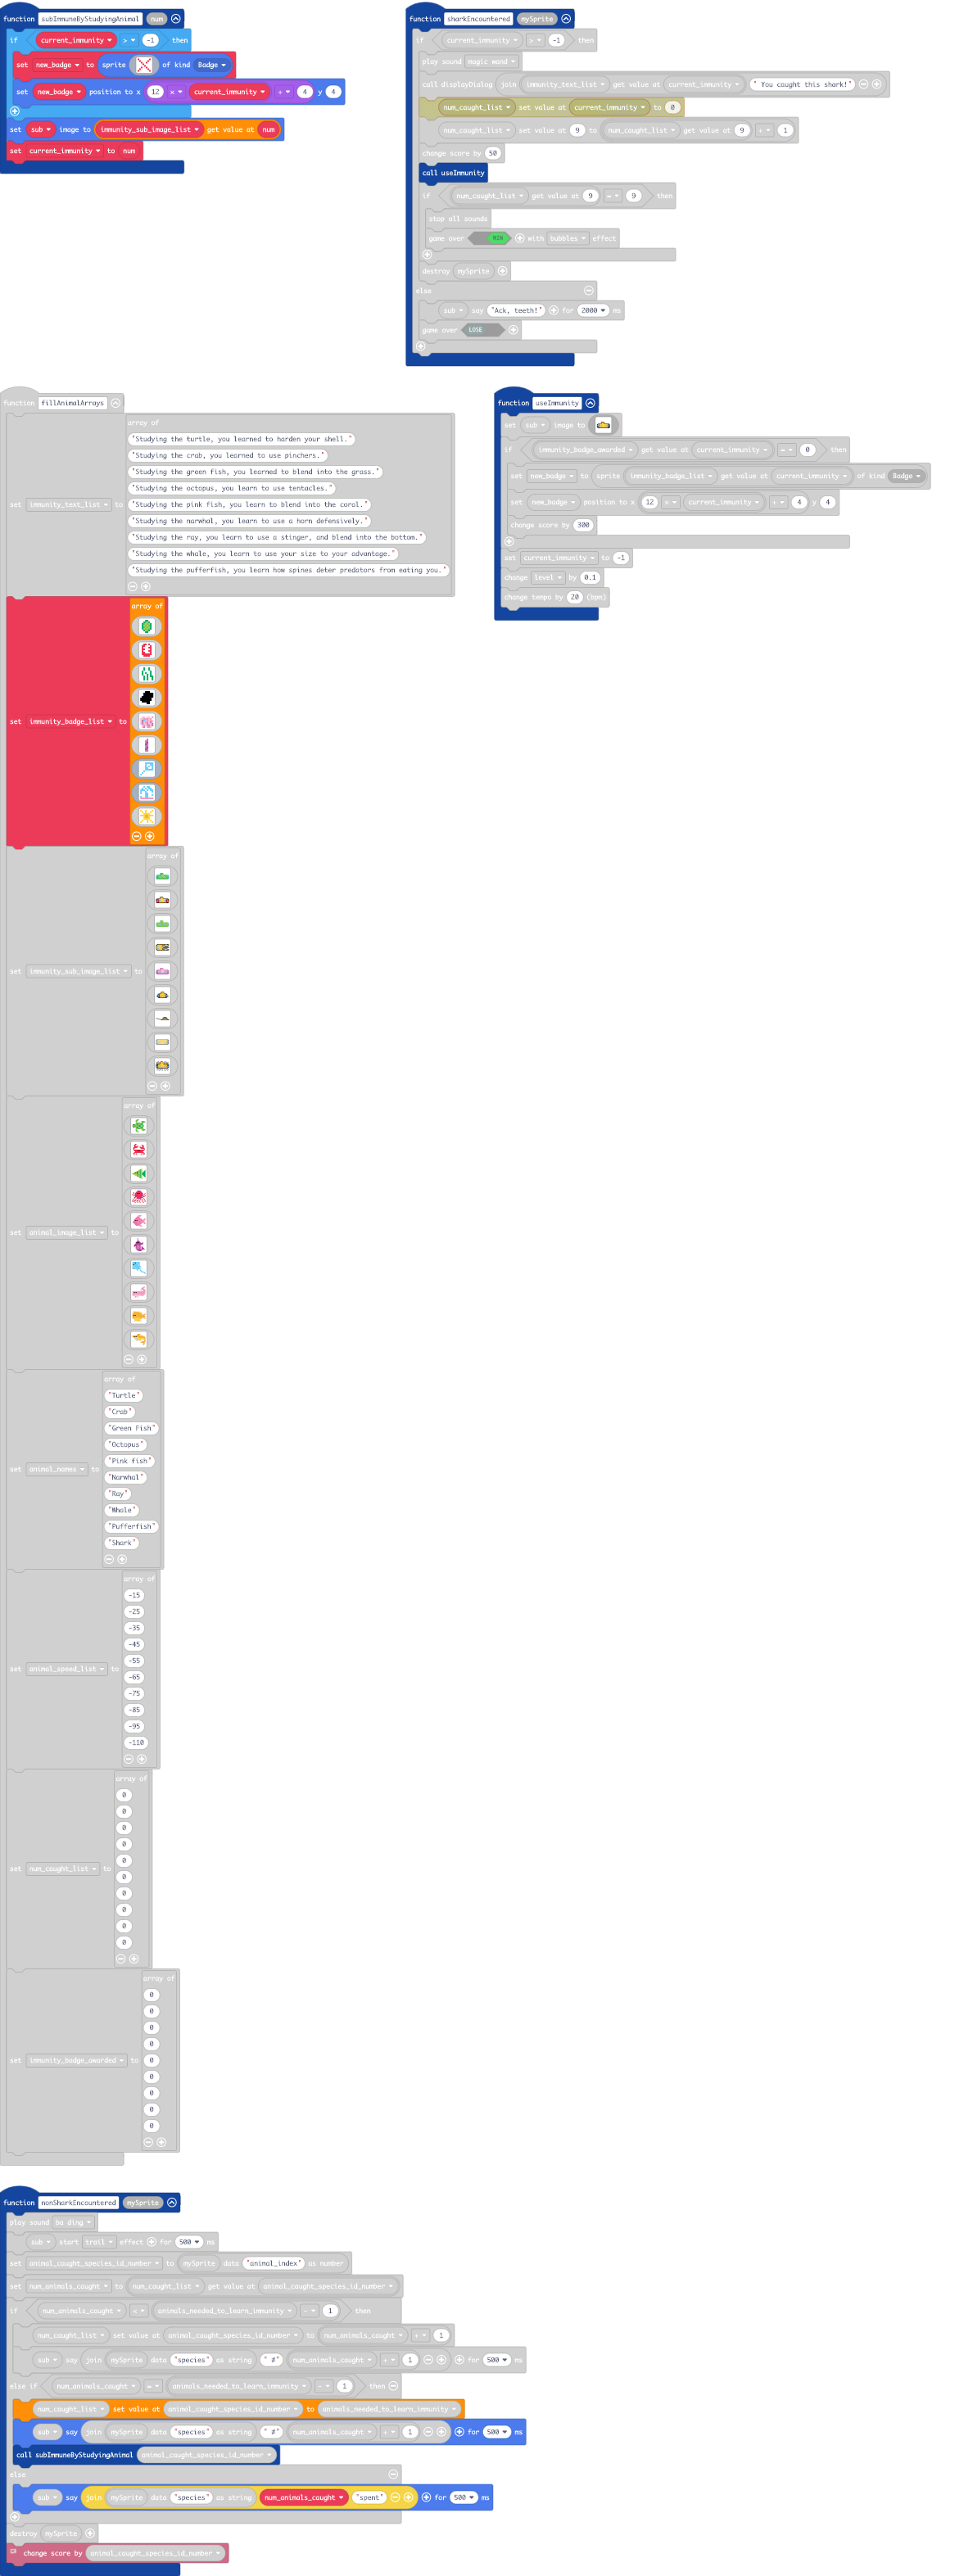 function subImmuneByStudyingAnimal num
if current_immunity > -1 then
set new_badge to sprite of kind Badge
set new_badge position to x 12 × current_immunity + 4 y 4
set sub image to immunity_sub_image_list get value at num
set current_immunity to num
function sharkEncountered mySprite
if current_immunity > -1 then
play sound magic wand
call displayDialog join immunity_text_list get value at current_immunity " You caught this shark!"
num_caught_list set value at current_immunity to 0
num_caught_list set value at 9 to num_caught_list get value at 9 + 1
change score by 50
call useImmunity
if num_caught_list get value at 9 = 9 then
stop all sounds
game over WIN with bubbles effect
destroy mySprite
else
sub say "Ack, teeth!" for 2000 ms
game over LOSE
function fillAnimalArrays
set immunity_text_list to
array of
"Studying the turtle, you learned to harden your shell."
"Studying the crab, you learned to use pinchers."
"Studying the green fish, you learned to blend into the grass."
"Studying the octopus, you learn to use tentacles."
"Studying the pink fish, you learn to blend into the coral."
"Studying the narwhal, you learn to use a horn defensively."
"Studying the ray, you learn to use a stinger, and blend into the bottom."
"Studying the whale, you learn to use your size to your advantage."
"Studying the pufferfish, you learn how spines deter predators from eating you."
function useImmunity
set sub image to
if immunity_badge_awarded get value at current_immunity = 0 then
set new_badge to sprite immunity_badge_list get value at current_immunity of kind Badge
set new_badge position to x 12 × current_immunity + 4 y 4
change score by 300
set current_immunity to -1
change level by 0.1
change tempo by 20 (bpm)
set immunity_badge_list to
array of
set immunity_sub_image_list to
array of
set animal_image_list to
array of
set animal_names to
array of
"Turtle"
"Crab"
"Green Fish"
"Octopus"
"Pink fish"
"Narwhal"
"Ray"
"Whale"
"Pufferfish"
"Shark"
set animal_speed_list to
array of
-15
-25
-35
-45
-55
-65
-75
-85
-95
-110
set num_caught_list to
array of
0
0
0
0
0
0
0
0
0
0
set immunity_badge_awarded to
array of
0
0
0
0
0
0
0
0
0
function nonSharkEncountered mySprite
play sound ba ding
sub start trail effect for 500 ms
set animal_caught_species_id_number to mySprite data "animal_index" as number
set num_animals_caught to num_caught_list get value at animal_caught_species_id_number
if num_animals_caught < animals_needed_to_learn_immunity - 1 then
num_caught_list set value at animal_caught_species_id_number to num_animals_caught + 1
sub say join mySprite data "species" as string " #" num_animals_caught + 1 for 500 ms
else if num_animals_caught = animals_needed_to_learn_immunity - 1 then
num_caught_list set value at animal_caught_species_id_number to animals_needed_to_learn_immunity
sub say join mySprite data "species" as string " #" num_animals_caught + 1 for 500 ms
call subImmuneByStudyingAnimal animal_caught_species_id_number
else
sub say join mySprite data "species" as string num_animals_caught "spent" for 500 ms
destroy mySprite
change score by animal_caught_species_id_number